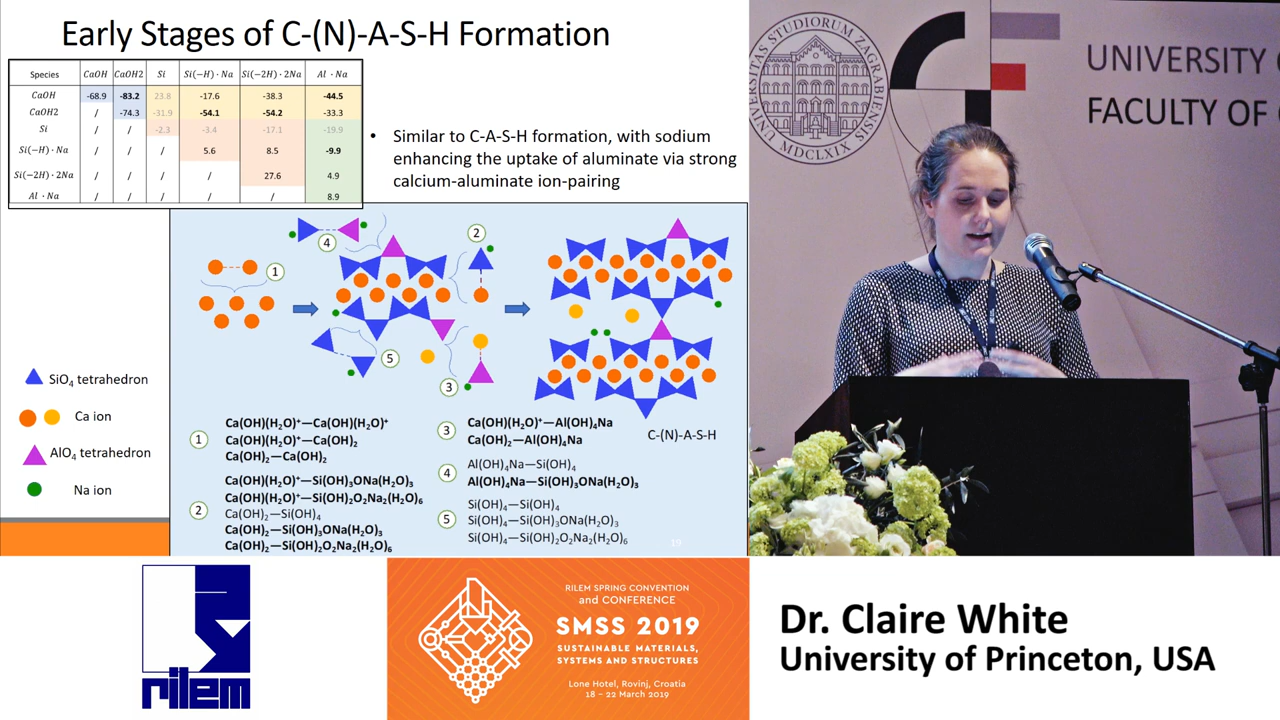 Early Stages of C-(N)-A-S-H Formation
Species CaOH CaOH2 Si Si(−H)·Na Si(−2H)·2Na Al·Na
CaOH -68.9 -83.2 23.8 -17.6 -38.3 -44.5
CaOH2 / -74.3 -31.9 -54.1 -54.2 -33.3
Si / / -2.3 -3.4 -17.1 -19.9
Si(−H)·Na / / / 5.6 8.5 -9.9
Si(−2H)·2Na / / / / 27.6 4.9
Al·Na / / / / / 8.9
• Similar to C-A-S-H formation, with sodium
enhancing the uptake of aluminate via strong
calcium-aluminate ion-pairing
1
4
2
5
3
SiO₄ tetrahedron
Ca ion
AlO₄ tetrahedron
Na ion
C-(N)-A-S-H
1
Ca(OH)(H₂O)⁺—Ca(OH)(H₂O)⁺
Ca(OH)(H₂O)⁺—Ca(OH)₂
Ca(OH)₂—Ca(OH)₂
2
Ca(OH)(H₂O)⁺—Si(OH)₃ONa(H₂O)₃
Ca(OH)(H₂O)⁺—Si(OH)₂O₂Na₂(H₂O)₆
Ca(OH)₂—Si(OH)₄
Ca(OH)₂—Si(OH)₃ONa(H₂O)₃
Ca(OH)₂—Si(OH)₂O₂Na₂(H₂O)₆
3
Ca(OH)(H₂O)⁺—Al(OH)₄Na
Ca(OH)₂—Al(OH)₄Na
4
Al(OH)₄Na—Si(OH)₄
Al(OH)₄Na—Si(OH)₃ONa(H₂O)₃
5
Si(OH)₄—Si(OH)₄
Si(OH)₄—Si(OH)₃ONa(H₂O)₃
Si(OH)₄—Si(OH)₂O₂Na₂(H₂O)₆
19
UNIVERSITAS STUDIORUM ZAGRABIENSIS
MDCLXIX
UNIVERSITY
FACULTY OF
rilem
RILEM SPRING CONVENTION
and CONFERENCE
SMSS 2019
SUSTAINABLE MATERIALS,
SYSTEMS AND STRUCTURES
Lone Hotel, Rovinj, Croatia
18 – 22 March 2019
Dr. Claire White
University of Princeton, USA